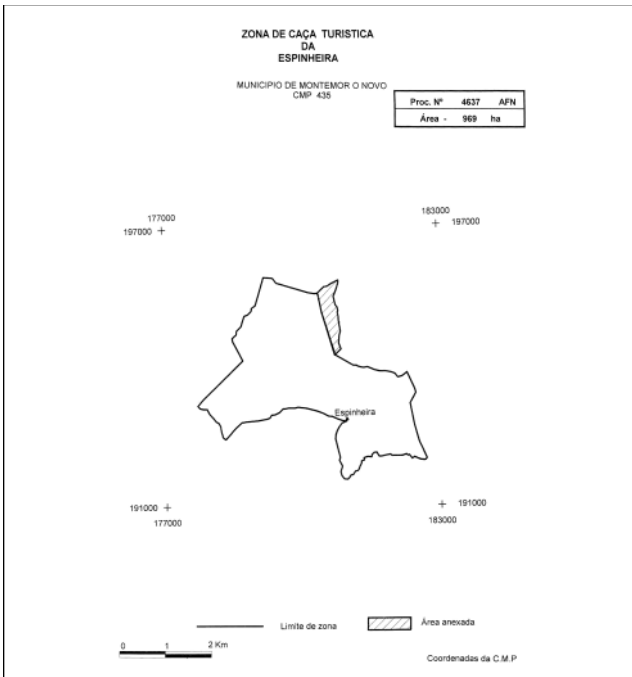 ZONA DE CAÇA TURISTICA
DA
ESPINHEIRA
MUNICIPIO DE MONTEMOR O NOVO
CMP 435
Proc. Nº 4637 AFN
Área - 969 ha
177000
197000
183000
197000
Espinheira
191000
177000
191000
183000
Limite de zona
Área anexada
0 1 2 Km
Coordenadas da C.M.P